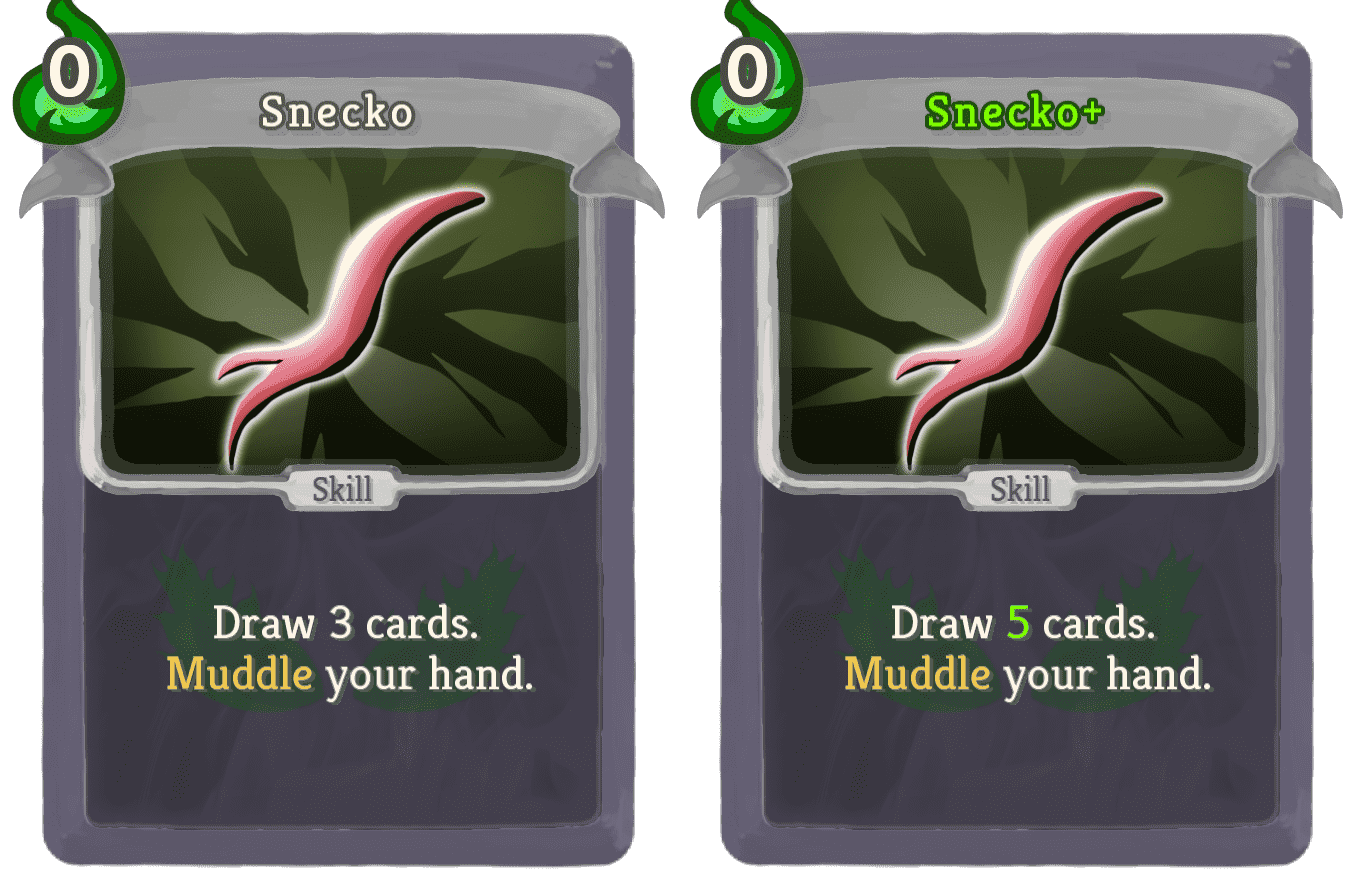 0
Snecko
Skill
Draw 3 cards.
Muddle your hand.
0
Snecko+
Skill
Draw 5 cards.
Muddle your hand.